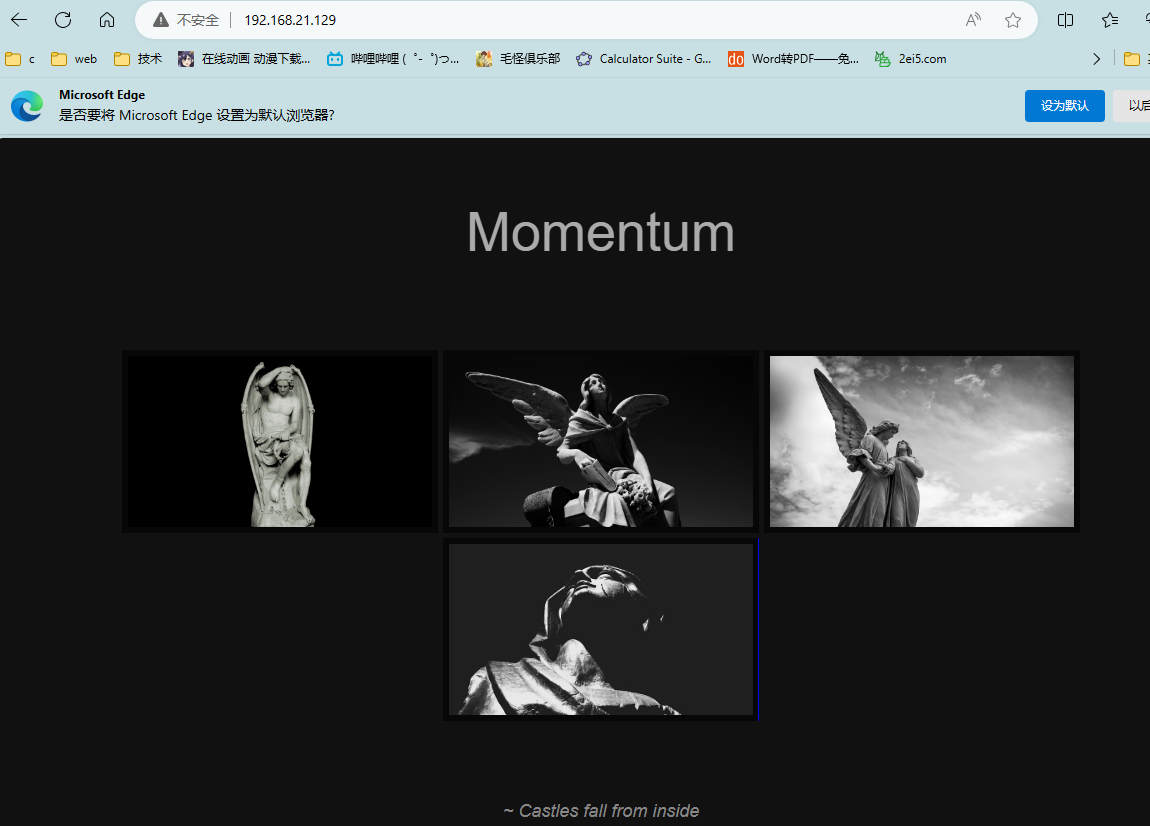 不安全 192.168.21.129
c web 技术 在线动画 动漫下载... 哔哩哔哩 ( ゜- ゜)つ... 毛怪俱乐部 Calculator Suite - G... Word转PDF——免... 2ei5.com
Microsoft Edge
是否要将 Microsoft Edge 设置为默认浏览器?
设为默认 以后
Momentum
~ Castles fall from inside